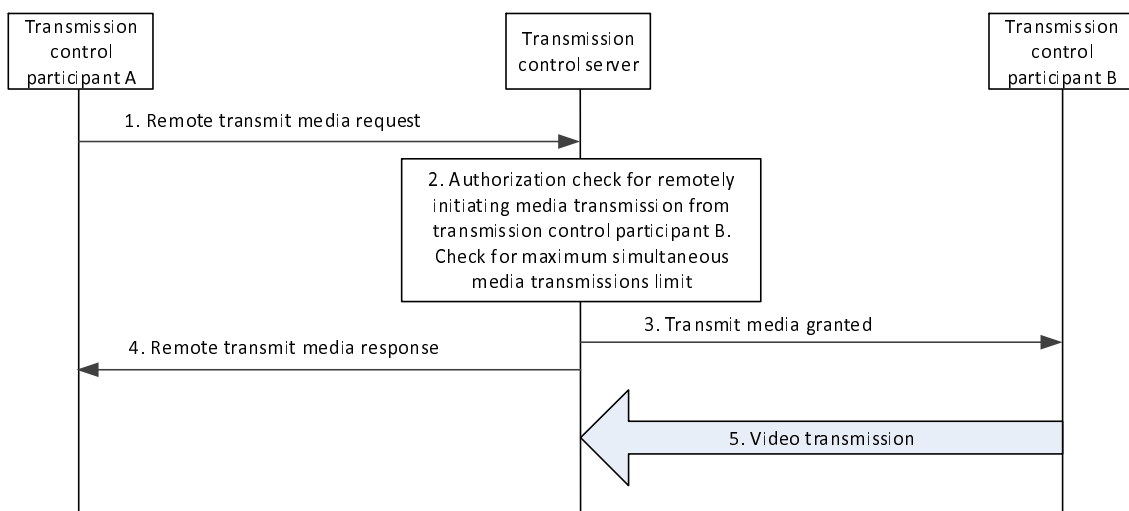 Transmission
control
participant A
Transmission
control server
Transmission
control
participant B
1. Remote transmit media request
2. Authorization check for remotely
initiating media transmission from
transmission control participant B.
Check for maximum simultaneous
media transmissions limit
3. Transmit media granted
4. Remote transmit media response
5. Video transmission